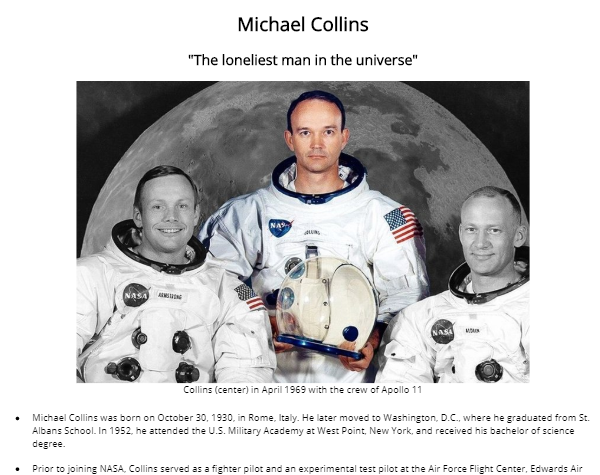 Michael Collins
"The loneliest man in the universe"
NASA
COLLINS
NASA
ARMSTRONG
NASA
ALDRIN
Collins (center) in April 1969 with the crew of Apollo 11
• Michael Collins was born on October 30, 1930, in Rome, Italy. He later moved to Washington, D.C., where he graduated from St.
Albans School. In 1952, he attended the U.S. Military Academy at West Point, New York, and received his bachelor of science
degree.
• Prior to joining NASA, Collins served as a fighter pilot and an experimental test pilot at the Air Force Flight Center, Edwards Air